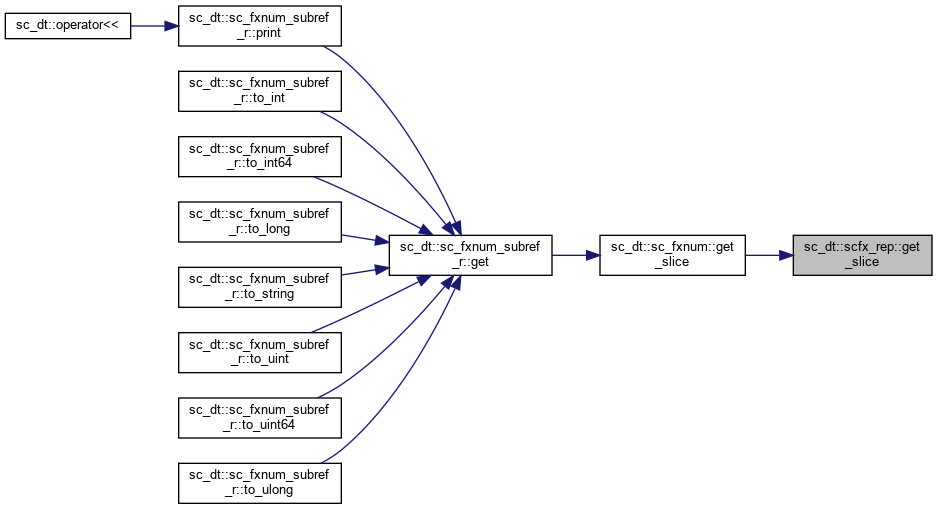 sc_dt::operator<<
sc_dt::sc_fxnum_subref
_r::print
sc_dt::sc_fxnum_subref
_r::to_int
sc_dt::sc_fxnum_subref
_r::to_int64
sc_dt::sc_fxnum_subref
_r::to_long
sc_dt::sc_fxnum_subref
_r::to_string
sc_dt::sc_fxnum_subref
_r::to_uint
sc_dt::sc_fxnum_subref
_r::to_uint64
sc_dt::sc_fxnum_subref
_r::to_ulong
sc_dt::sc_fxnum_subref
_r::get
sc_dt::sc_fxnum::get
_slice
sc_dt::scfx_rep::get
_slice